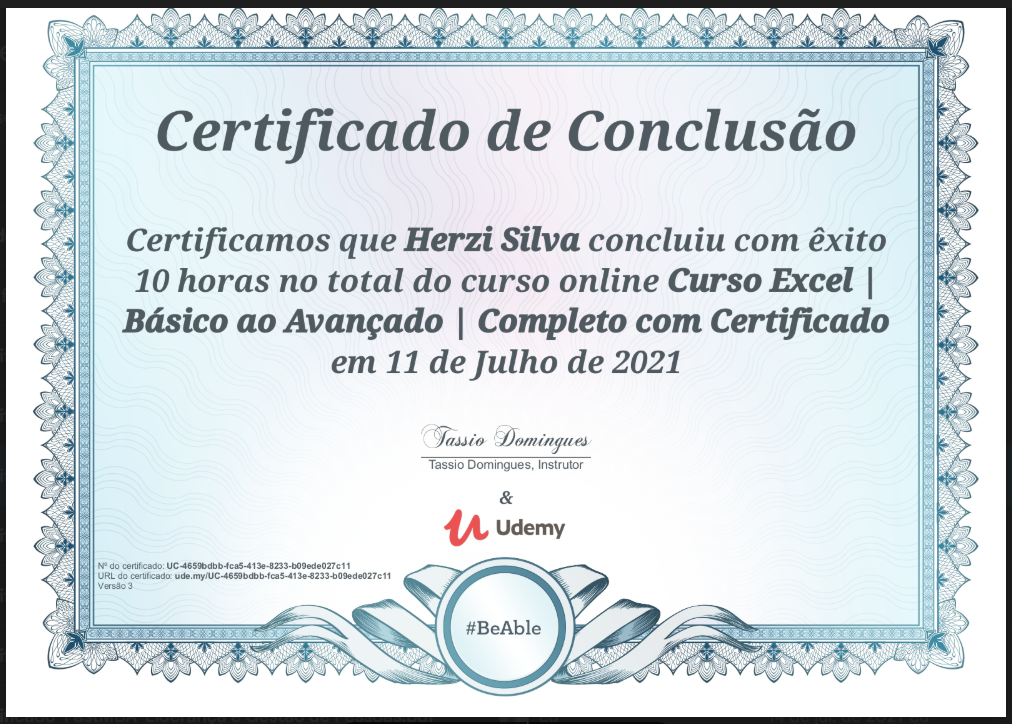 Certificado de Conclusão
Certificamos que Herzi Silva concluiu com êxito
10 horas no total do curso online Curso Excel |
Básico ao Avançado | Completo com Certificado
em 11 de Julho de 2021
Tassio Domingues
Tassio Domingues, Instrutor
&
Udemy
Nº do certificado: UC-4659bdbb-fca5-413e-8233-b09ede027c11
URL do certificado: ude.my/UC-4659bdbb-fca5-413e-8233-b09ede027c11
Versão 3
#BeAble